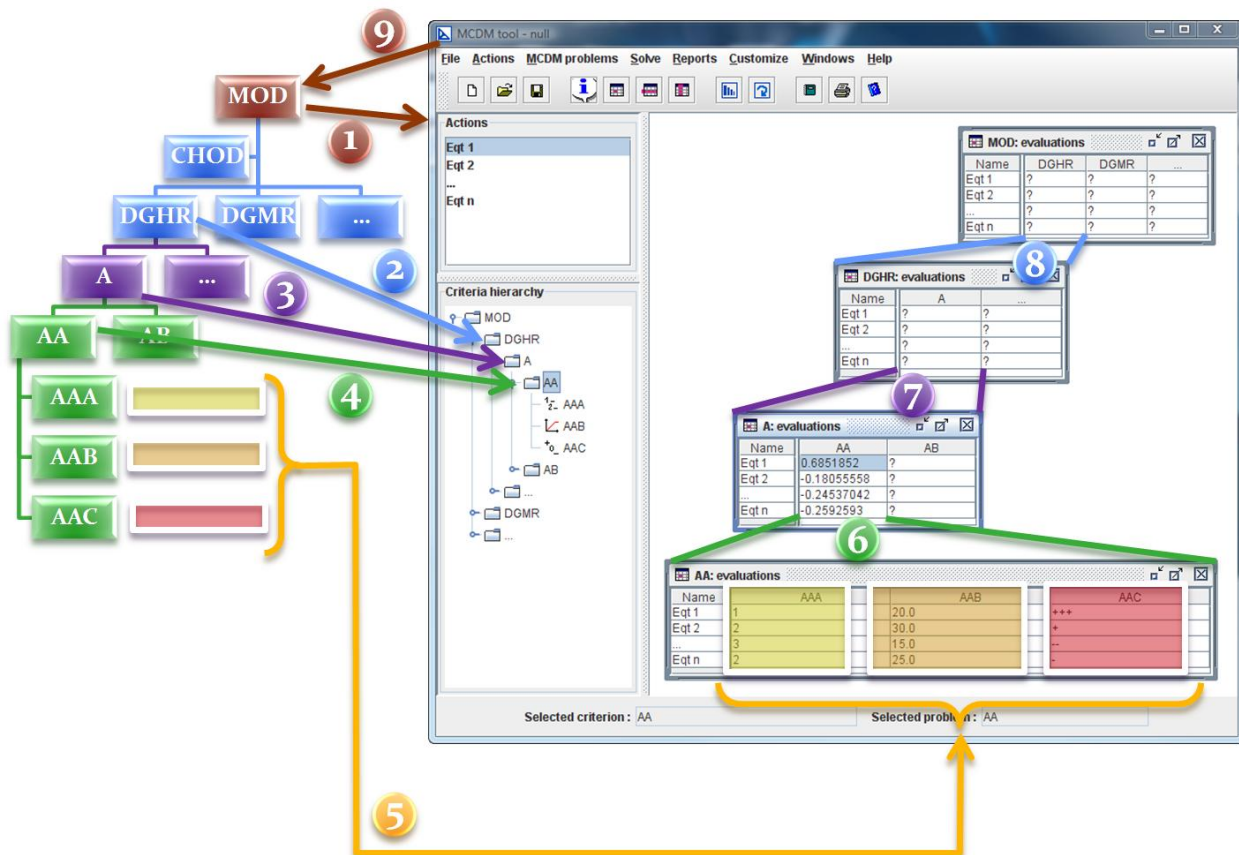 9
MCDM tool - null
File Actions MCDM problems Solve Reports Customize Windows Help
MOD
1
CHOD
DGHR DGMR ...
2
A ...
3
AA AB
4
AAA
AAB
AAC
5
Actions
Eqt 1
Eqt 2
...
Eqt n
Criteria hierarchy
MOD
DGHR
A
AA
AAA
AAB
AAC
AB
...
DGMR
...
MOD: evaluations
Name DGHR DGMR ...
Eqt 1 ? ? ?
Eqt 2 ? ? ?
... ? ? ?
Eqt n ? ? ?
8
DGHR: evaluations
Name A ...
Eqt 1 ? ?
Eqt 2 ? ?
... ? ?
Eqt n ? ?
7
A: evaluations
Name AA AB
Eqt 1 0.6851852 ?
Eqt 2 -0.18055558 ?
... -0.24537042 ?
Eqt n -0.2592593 ?
6
AA: evaluations
Name AAA AAB AAC
Eqt 1 1 20.0 +++
Eqt 2 2 30.0 +
... 3 15.0 --
Eqt n 2 25.0 -
Selected criterion : AA Selected problem : AA